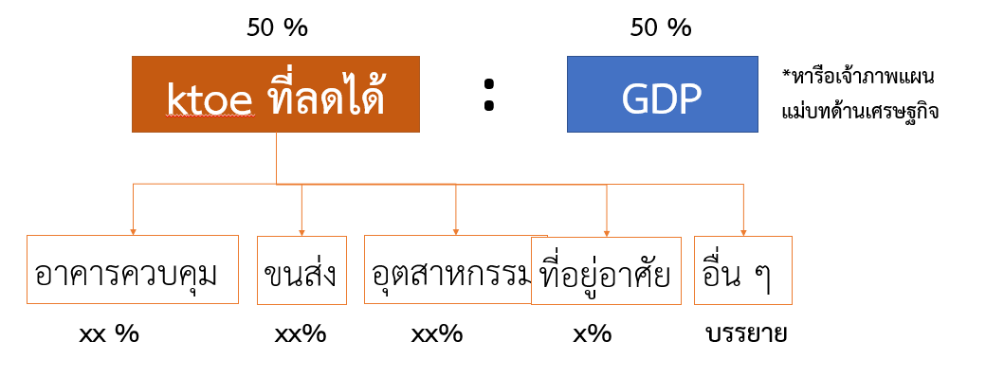 50 %
50 %
ktoe ที่ลดได้ : GDP
*หารือเจ้าภาพแผน
แม่บทด้านเศรษฐกิจ
อาคารควบคุม
ขนส่ง
อุตสาหกรรม
ที่อยู่อาศัย
อื่น ๆ
xx %
xx%
xx%
x%
บรรยาย